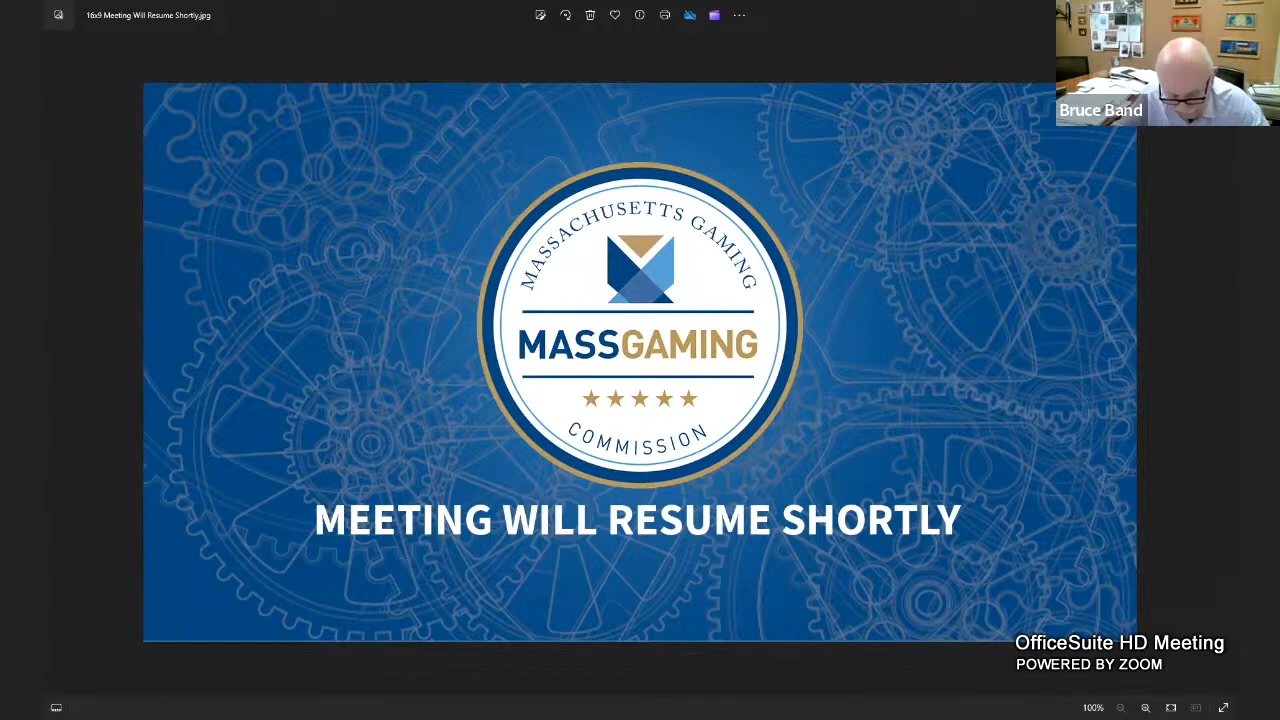 16x9 Meeting Will Resume Shortly.jpg
Bruce Band
MASSACHUSETTS GAMING
MASSGAMING
COMMISSION
MEETING WILL RESUME SHORTLY
OfficeSuite HD Meeting
POWERED BY ZOOM
100%